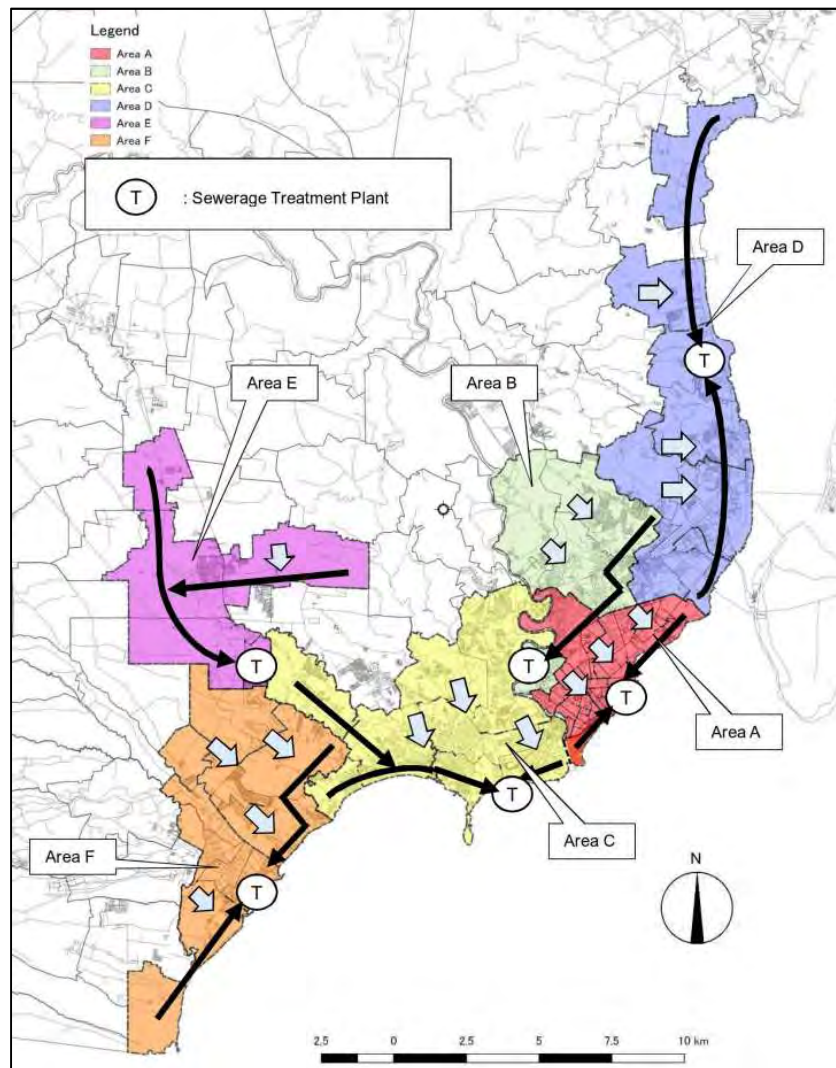 Legend
Area A
Area B
Area C
Area D
Area E
Area F
T : Sewerage Treatment Plant
Area D
T
Area E
Area B
T
T
T
Area A
T
Area C
Area F
T
N
2.5 0 2.5 5 7.5 10 km